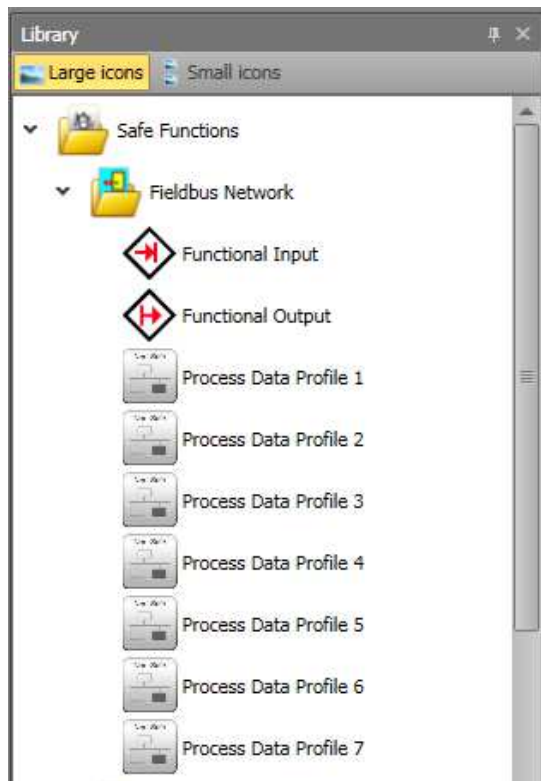 Library
Large icons Small icons
Safe Functions
Fieldbus Network
Functional Input
Functional Output
Process Data Profile 1
Process Data Profile 2
Process Data Profile 3
Process Data Profile 4
Process Data Profile 5
Process Data Profile 6
Process Data Profile 7